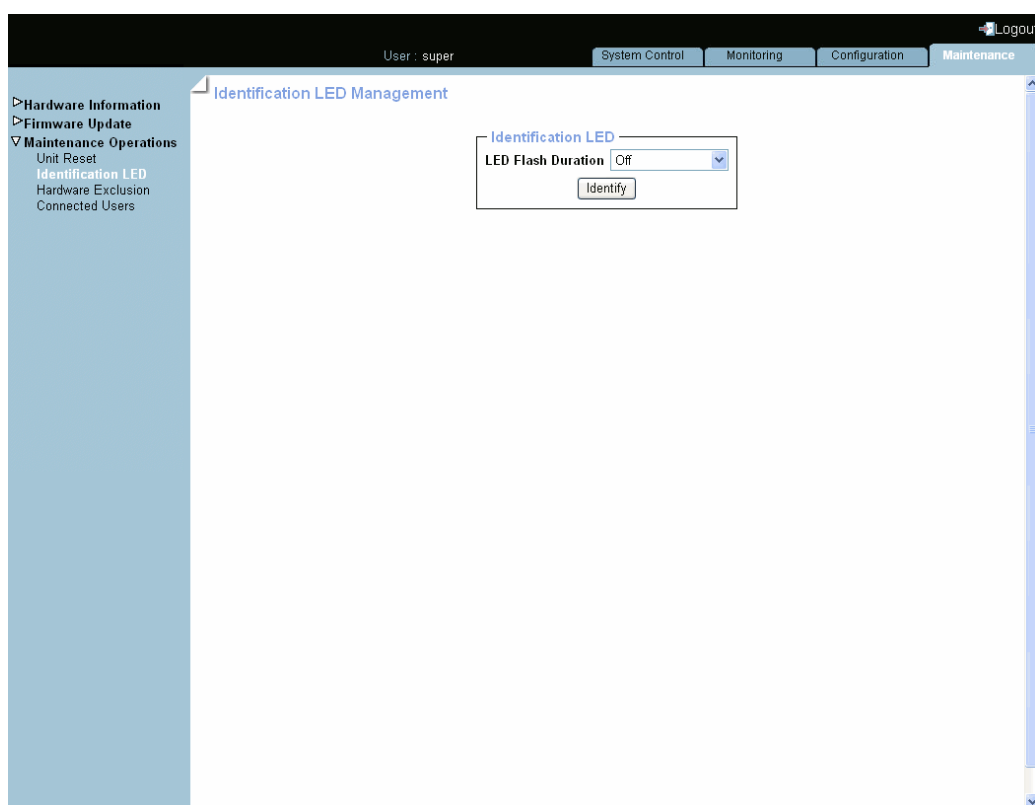 Logou
User : super
System Control
Monitoring
Configuration
Maintenance
Hardware Information
Firmware Update
Maintenance Operations
Unit Reset
Identification LED
Hardware Exclusion
Connected Users
Identification LED Management
Identification LED
LED Flash Duration Off
Identify